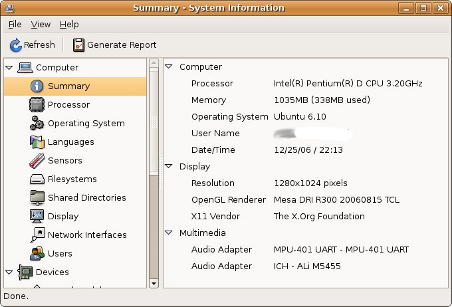 Summary - System Information
File View Help
Refresh Generate Report
Computer
Summary
Processor
Operating System
Languages
Sensors
Filesystems
Shared Directories
Display
Network Interfaces
Users
Devices
Computer
Processor Intel(R) Pentium(R) D CPU 3.20GHz
Memory 1035MB (338MB used)
Operating System Ubuntu 6.10
User Name
Date/Time 12/25/06 / 22:13
Display
Resolution 1280x1024 pixels
OpenGL Renderer Mesa DRI R300 20060815 TCL
X11 Vendor The X.Org Foundation
Multimedia
Audio Adapter MPU-401 UART - MPU-401 UART
Audio Adapter ICH - ALi M5455
Done.